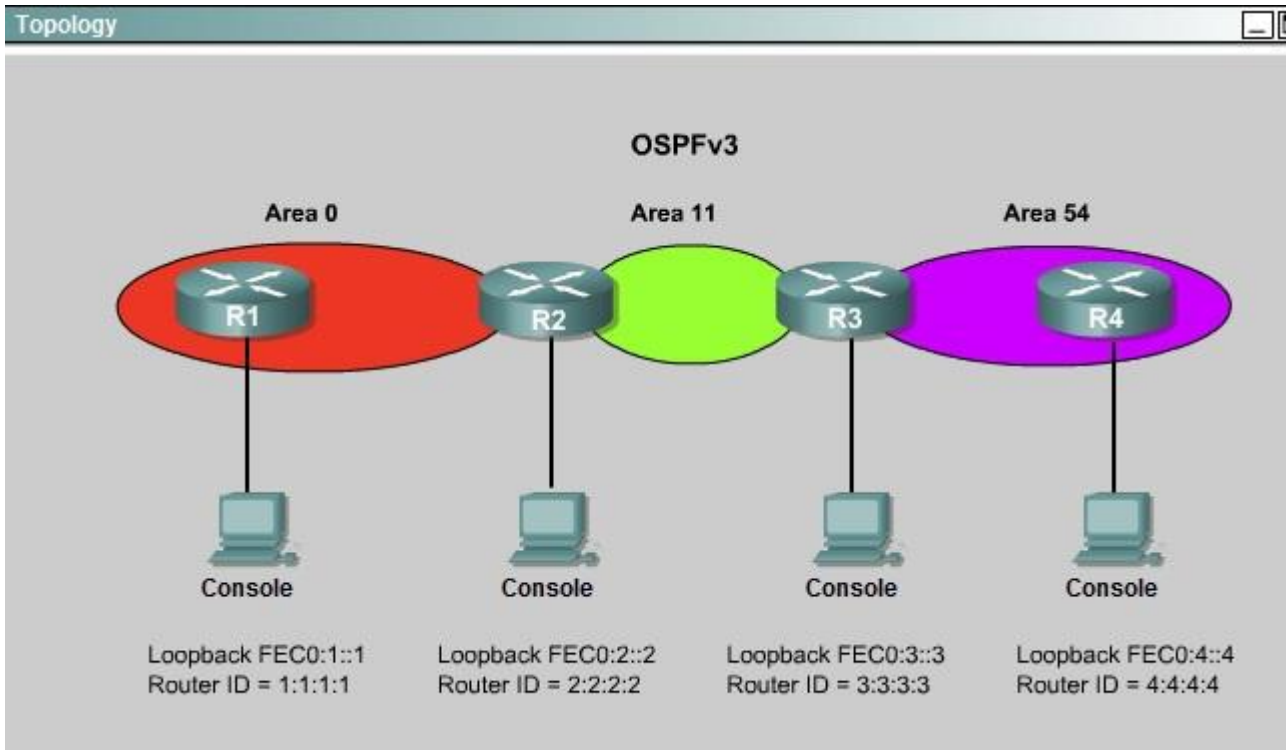 Topology
OSPFv3
Area 0
Area 11
Area 54
R1
R2
R3
R4
Console
Console
Console
Console
Loopback FEC0:1::1
Router ID = 1:1:1:1
Loopback FEC0:2::2
Router ID = 2:2:2:2
Loopback FEC0:3::3
Router ID = 3:3:3:3
Loopback FEC0:4::4
Router ID = 4:4:4:4